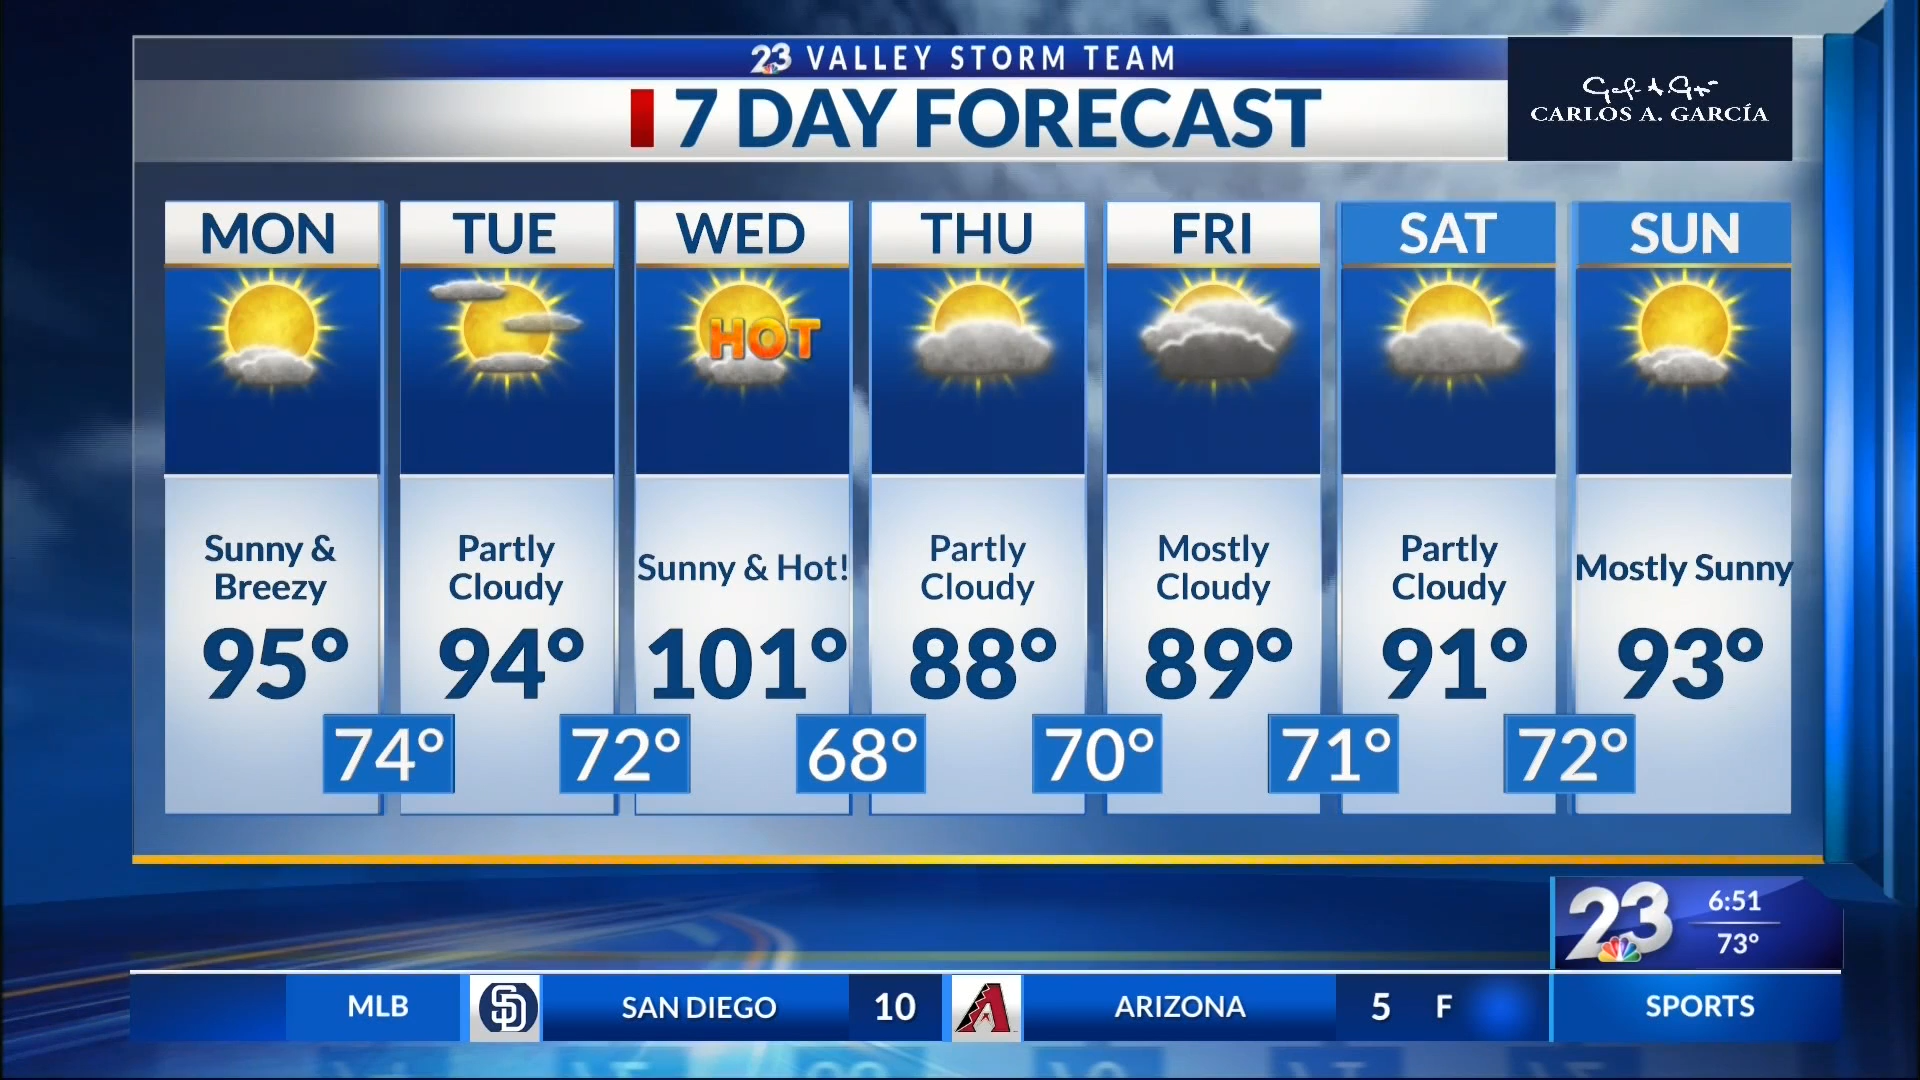 23 VALLEY STORM TEAM
7 DAY FORECAST
CARLOS A. GARCÍA
MON TUE WED THU FRI SAT SUN
HOT
Sunny & Breezy
Partly Cloudy
Sunny & Hot!
Partly Cloudy
Mostly Cloudy
Partly Cloudy
Mostly Sunny
95° 94° 101° 88° 89° 91° 93°
74° 72° 68° 70° 71° 72°
23 6:51
73°
MLB SD SAN DIEGO 10 A ARIZONA 5 F SPORTS